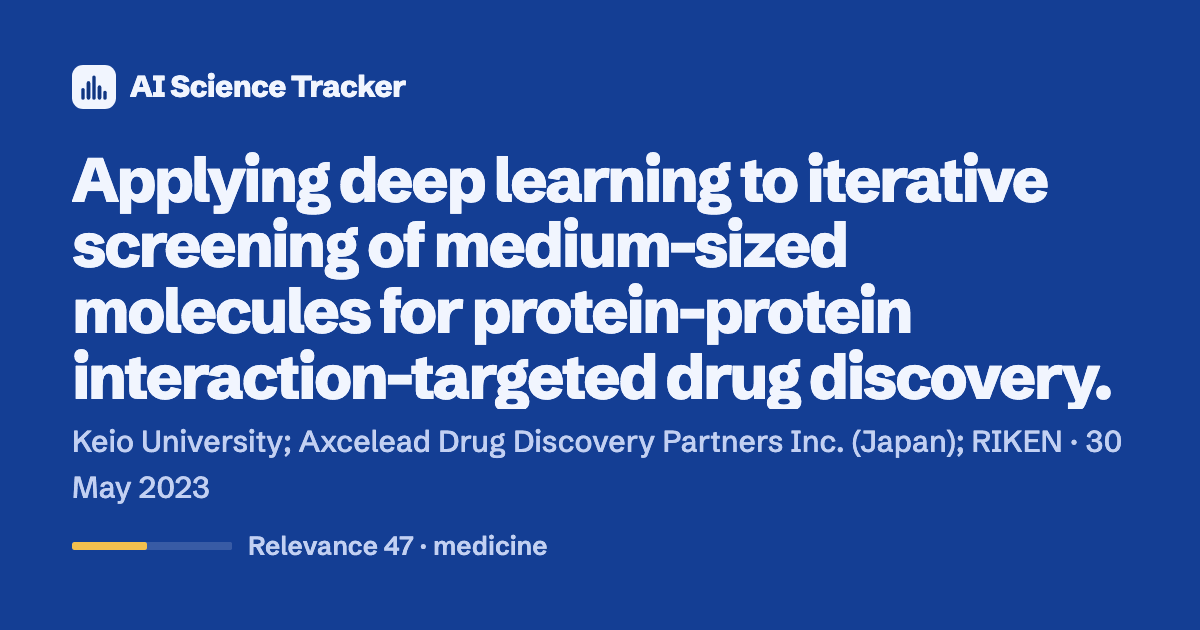 AI Science Tracker
Applying deep learning to iterative
screening of medium-sized
molecules for protein-protein
interaction-targeted drug discovery.
Keio University; Axcelead Drug Discovery Partners Inc. (Japan); RIKEN · 30
May 2023
Relevance 47 · medicine